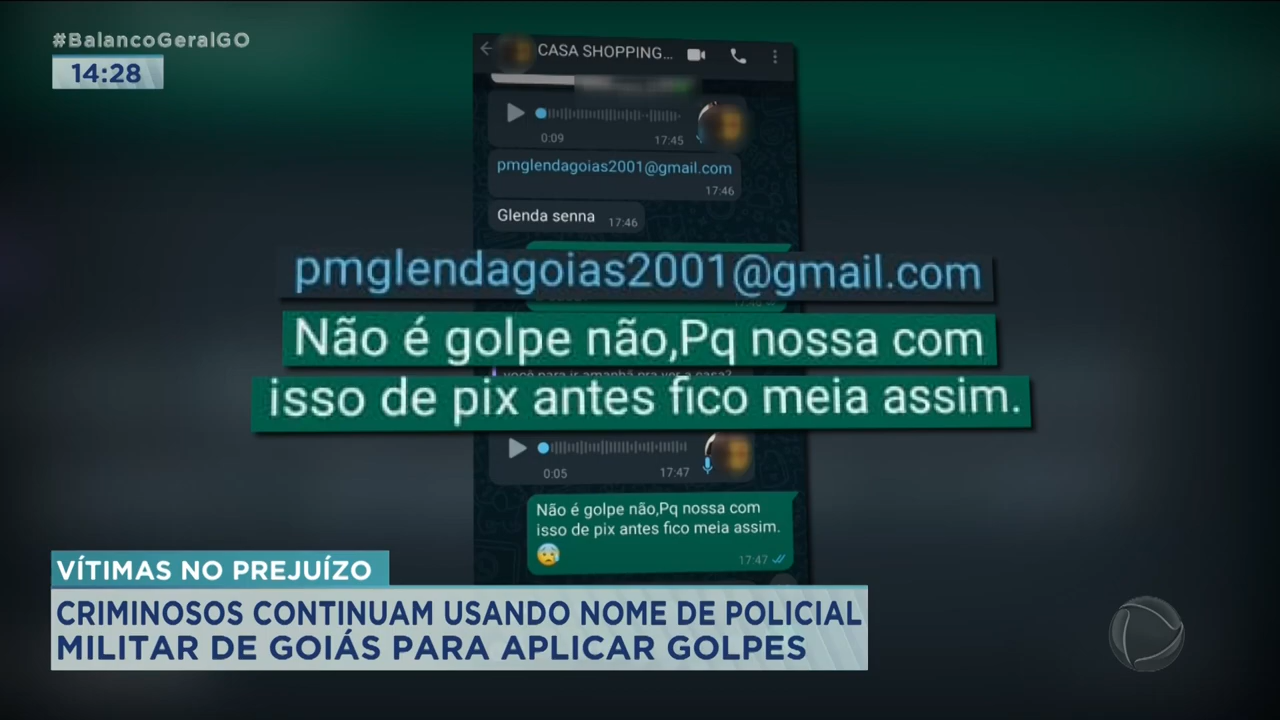 #BalancoGeralGO
14:28
CASA SHOPPING...
0:09
17:45
pmglendagoias2001@gmail.com
17:46
Glenda senna
17:46
pmglendagoias2001@gmail.com
Não é golpe não,Pq nossa com
isso de pix antes fico meia assim.
0:05
17:47
Não é golpe não,Pq nossa com
isso de pix antes fico meia assim.
😰
17:47
VÍTIMAS NO PREJUÍZO
CRIMINOSOS CONTINUAM USANDO NOME DE POLICIAL
MILITAR DE GOIÁS PARA APLICAR GOLPES